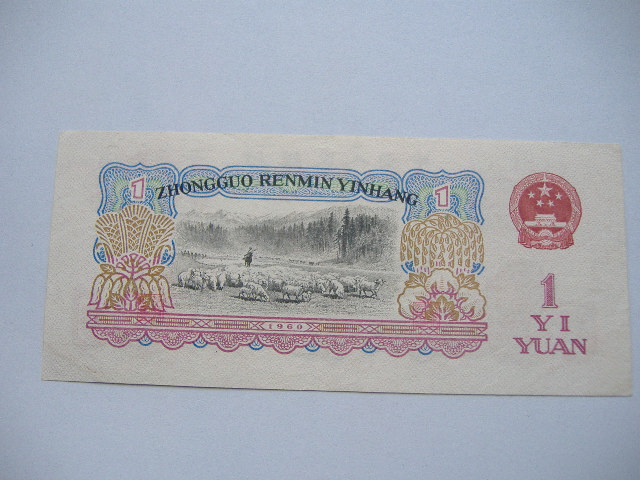 1 ZHONGGUO RENMIN YINHANG 1
1960
1
YI
YUAN